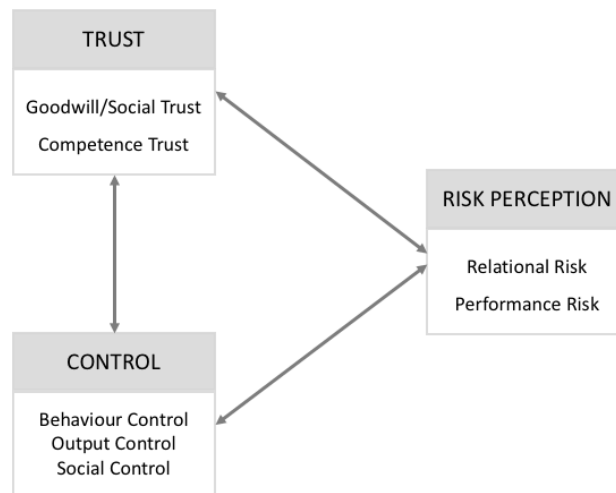 TRUST
Goodwill/Social Trust
Competence Trust
RISK PERCEPTION
Relational Risk
Performance Risk
CONTROL
Behaviour Control
Output Control
Social Control